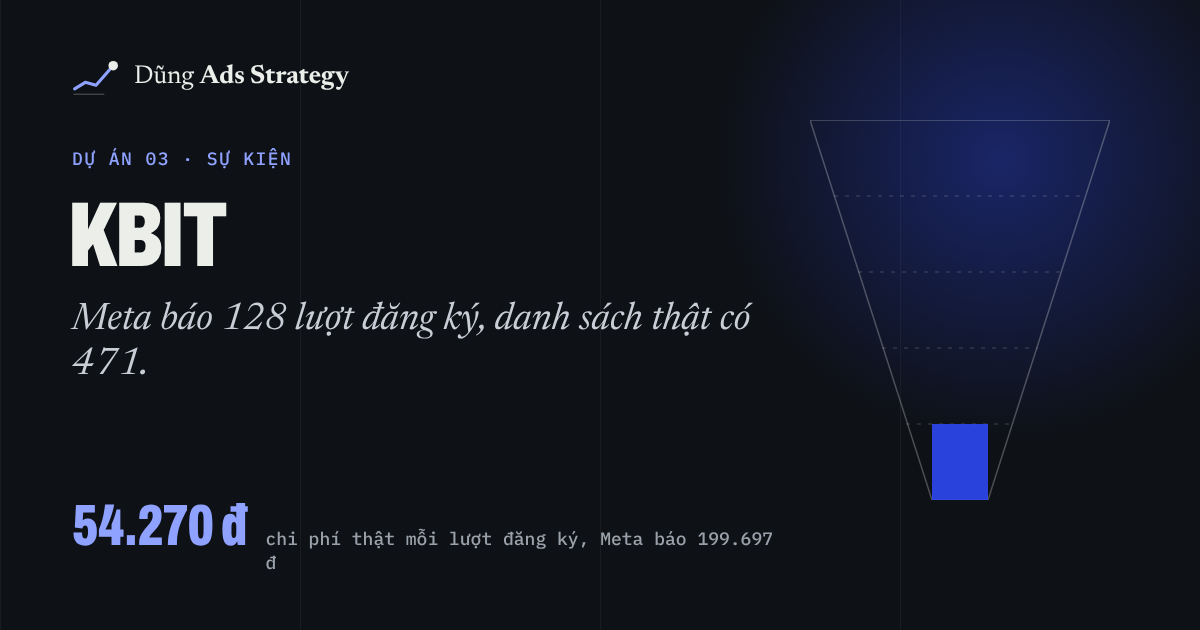 Dũng Ads Strategy
DỰ ÁN 03 · SỰ KIỆN
KBIT
Meta báo 128 lượt đăng ký, danh sách thật có
471.
54.270 đ
chi phí thật mỗi lượt đăng ký, Meta báo 199.697
đ